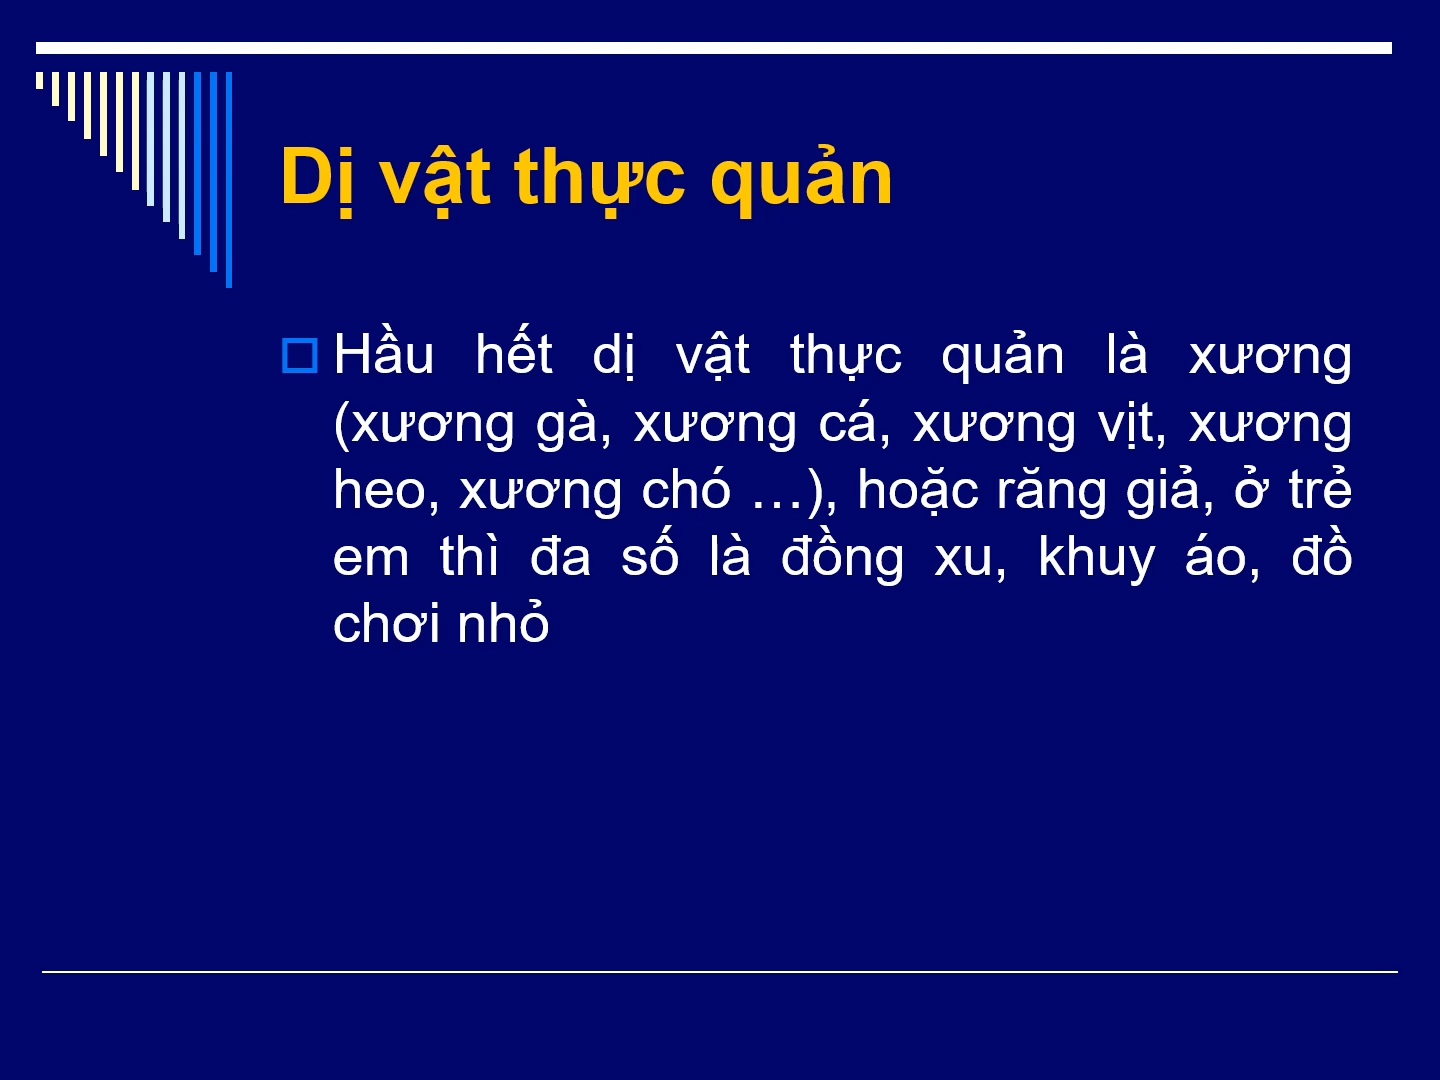 Dị vật thực quản
Hầu hết dị vật thực quản là xương
(xương gà, xương cá, xương vịt, xương
heo, xương chó …), hoặc răng giả, ở trẻ
em thì đa số là đồng xu, khuy áo, đồ
chơi nhỏ